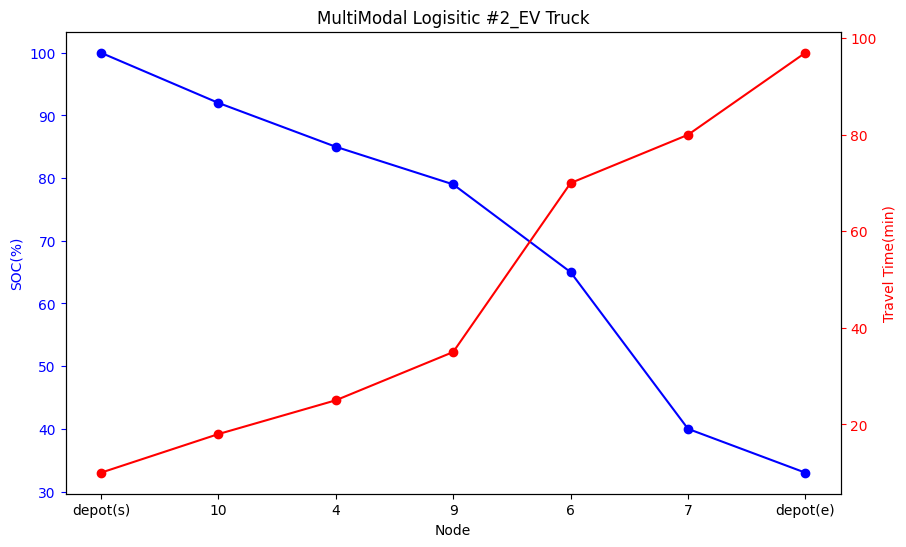 MultiModal Logisitic #2_EV Truck
100
90
80
70
60
50
40
30
SOC(%)
100
80
60
40
20
Travel Time(min)
depot(s) 10 4 9 6 7 depot(e)
Node